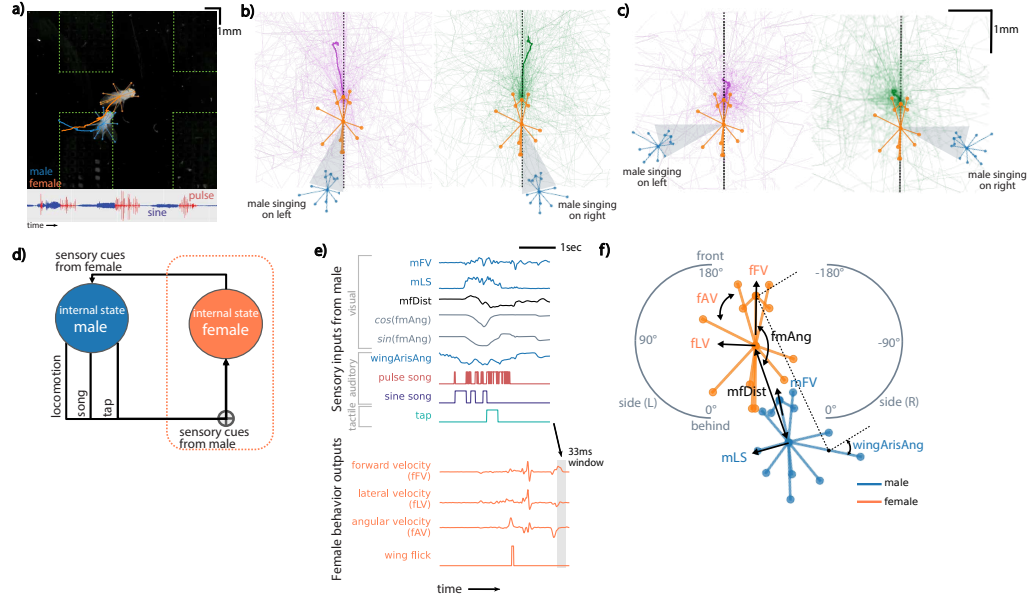 a)
1mm
male
female
pulse
sine
time
b)
male singing
on left
male singing
on right
c)
1mm
male singing
on left
male singing
on right
d)
sensory cues
from female
internal state
male
internal state
female
locomotion
song
tap
sensory cues
from male
e)
1sec
Sensory inputs from male
visual
mFV
mLS
mfDist
cos(fmAng)
sin(fmAng)
auditory
wingArisAng
pulse song
sine song
tactile
tap
33ms
window
Female behavior outputs
forward velocity
(fFV)
lateral velocity
(fLV)
angular velocity
(fAV)
wing flick
time
f)
front
180°
-180°
fFV
fAV
90°
fLV
fmAng
-90°
mfDist
mFV
side (L)
0°
behind
0°
side (R)
mLS
wingArisAng
male
female